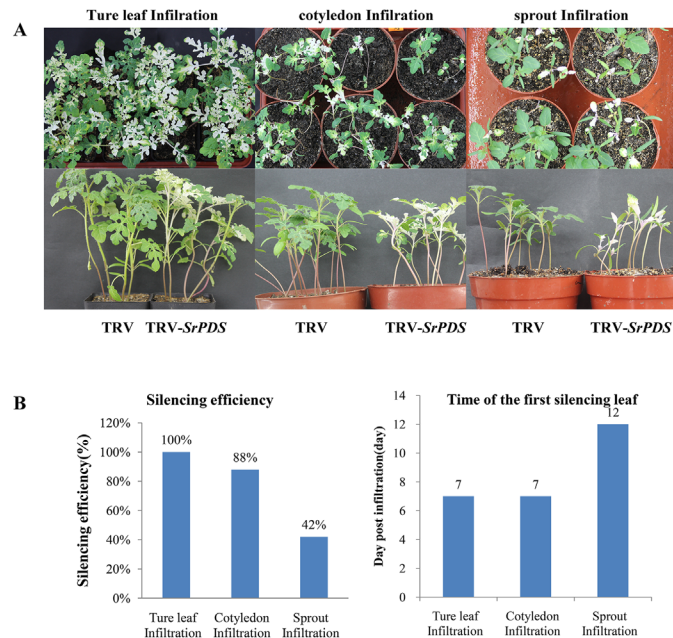 A
Ture leaf Infilration
cotyledon Infilration
sprout Infilration
TRV TRV-SrPDS
TRV TRV-SrPDS
TRV TRV-SrPDS
B
Silencing efficiency
Silencing efficiency(%)
120%
100%
80%
60%
40%
20%
0%
100%
88%
42%
Ture leaf
Infiltration
Cotyledon
Infiltration
Sprout
Infiltration
Time of the first silencing leaf
Day post infiltration(day)
14
12
10
8
6
4
2
0
7
7
12
Ture leaf
Infiltration
Cotyledon
Infiltration
Sprout
Infiltration